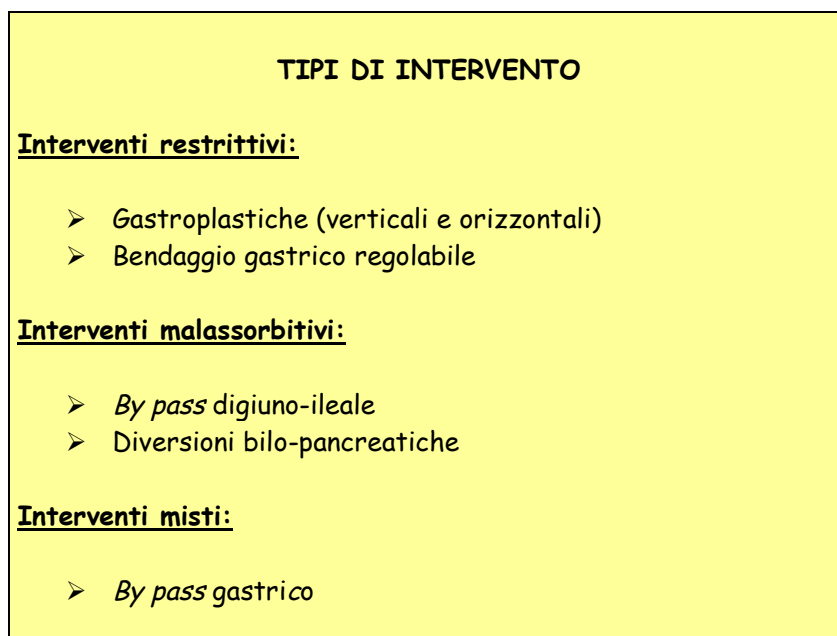 TIPI DI INTERVENTO
Interventi restrittivi:
➢ Gastroplastiche (verticali e orizzontali)
➢ Bendaggio gastrico regolabile
Interventi malassorbitivi:
➢ By pass digiuno-ileale
➢ Diversioni bilo-pancreatiche
Interventi misti:
➢ By pass gastrico